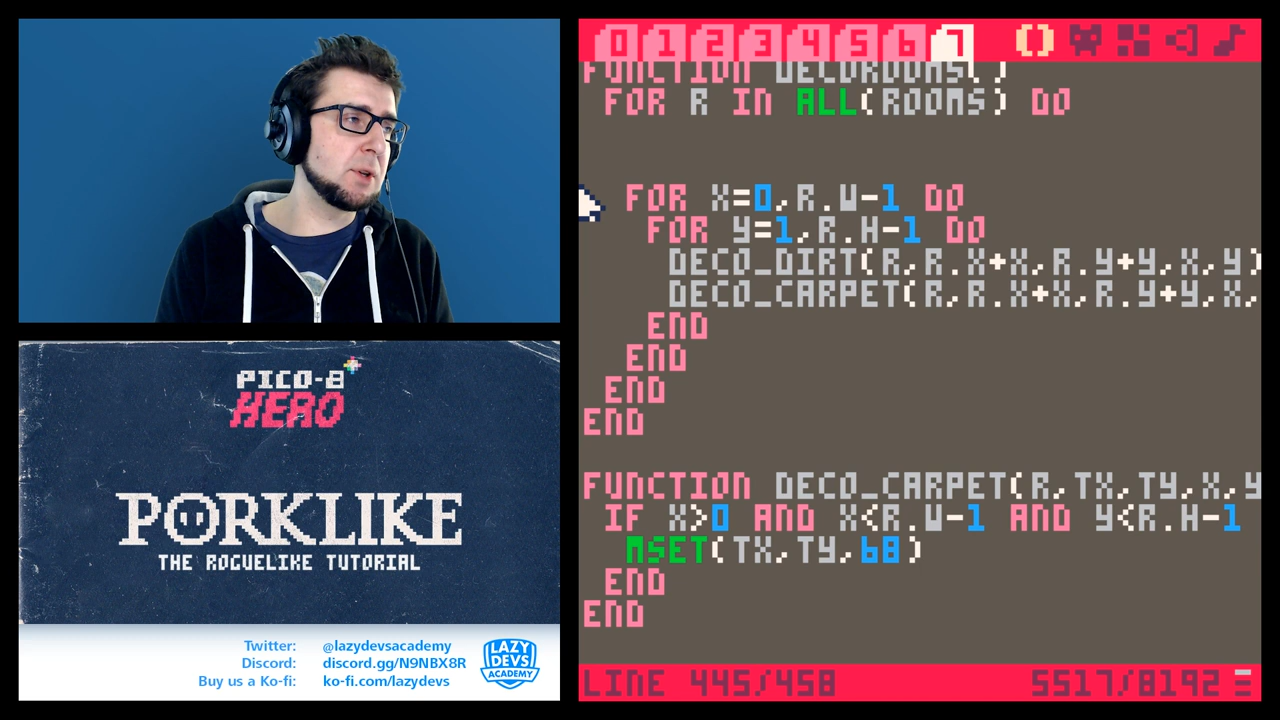 PICO-8
HERO
PORKLIKE
THE ROGUELIKE TUTORIAL
Twitter: @lazydevsacademy
Discord: discord.gg/N9NBX8R
Buy us a Ko-fi: ko-fi.com/lazydevs
LAZY
DEVS
ACADEMY
0 1 2 3 4 5 6 7
FUNCTION DECOROOMS()
FOR R IN ALL(ROOMS) DO
FOR X=0,R.W-1 DO
FOR Y=1,R.H-1 DO
DECO_DIRT(R,R.X+X,R.Y+Y,X,Y)
DECO_CARPET(R,R.X+X,R.Y+Y,X,
END
END
END
END
FUNCTION DECO_CARPET(R,TX,TY,X,Y
IF X>0 AND X<R.W-1 AND Y<R.H-1
MSET(TX,TY,68)
END
END
LINE 445/458 5517/8192